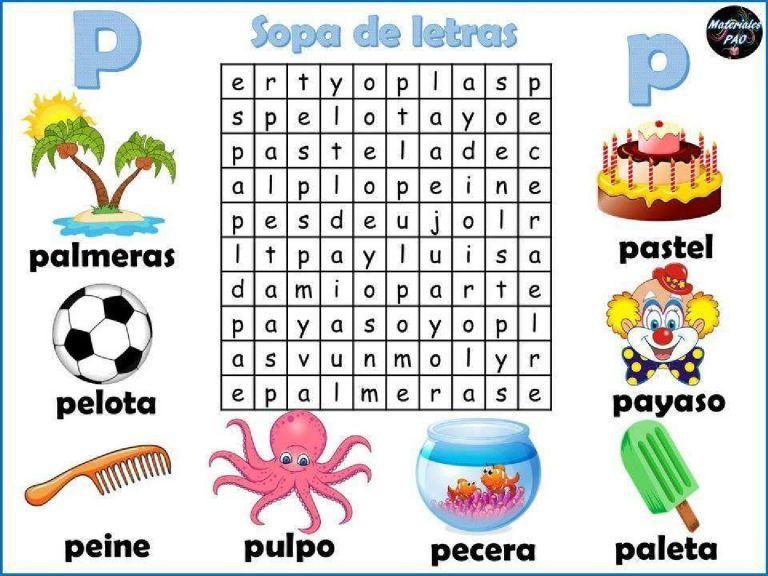 p
Sopa de letras
Materiales
PAO
p
e r t y o p l a s p
s p e l o t a y o e
p a s t e l a d e c
a l p l o p e i n e
p e s d e u j o l r
l t p a y l u i s a
d a m i o p a r t e
p a y a s o y o p l
a s v u n m o l y r
e p a l m e r a s e
palmeras
pastel
pelota
payaso
peine
pulpo
pecera
paleta